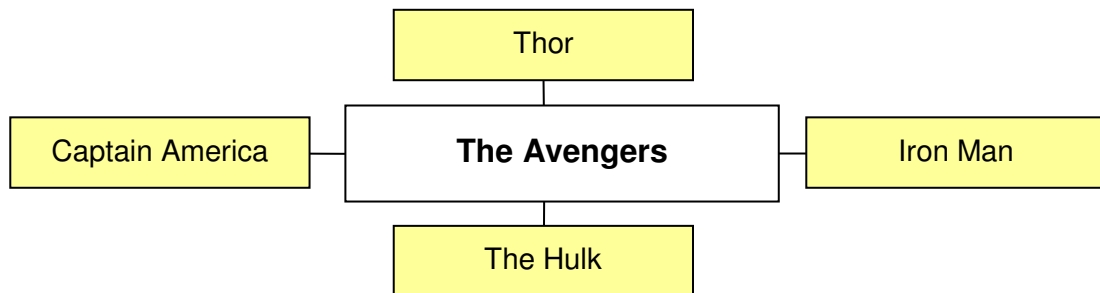 Thor
Captain America
The Avengers
Iron Man
The Hulk